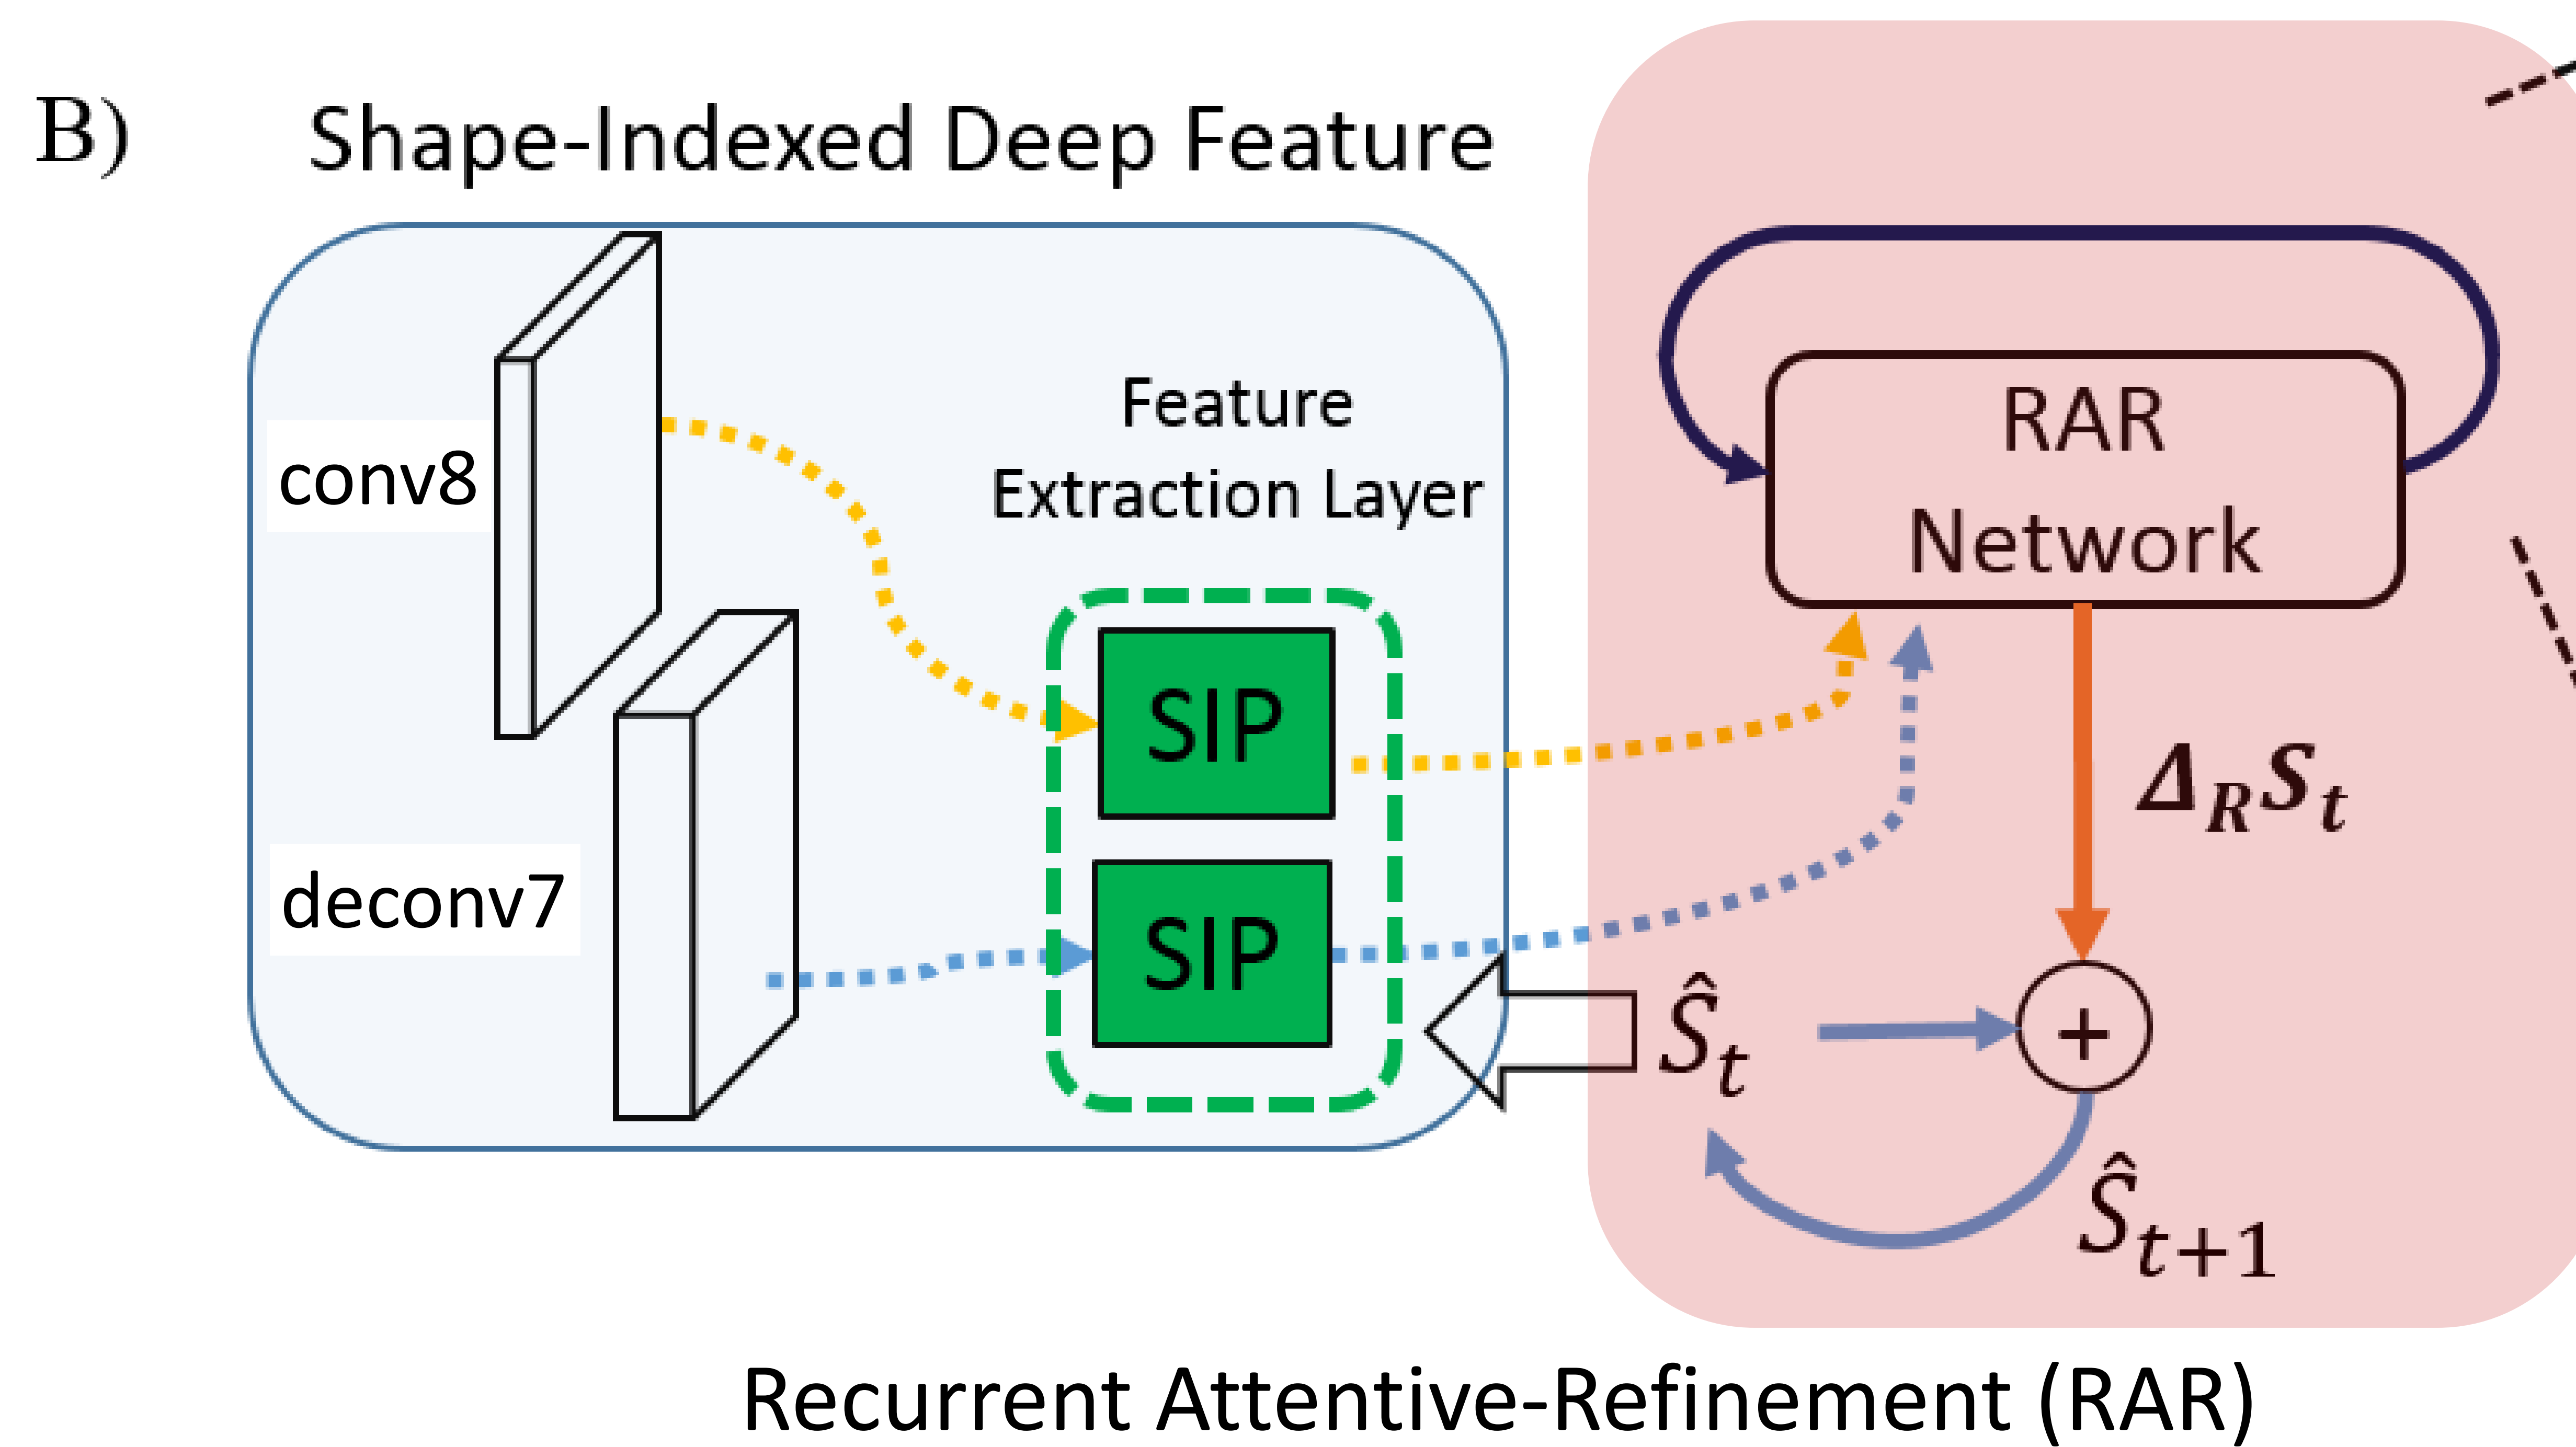 B)
Shape-Indexed Deep Feature
conv8
Feature
Extraction Layer
SIP
deconv7
SIP
RAR
Network
Δ_R S_t
Ŝ_t
+
Ŝ_{t+1}
Recurrent Attentive-Refinement (RAR)